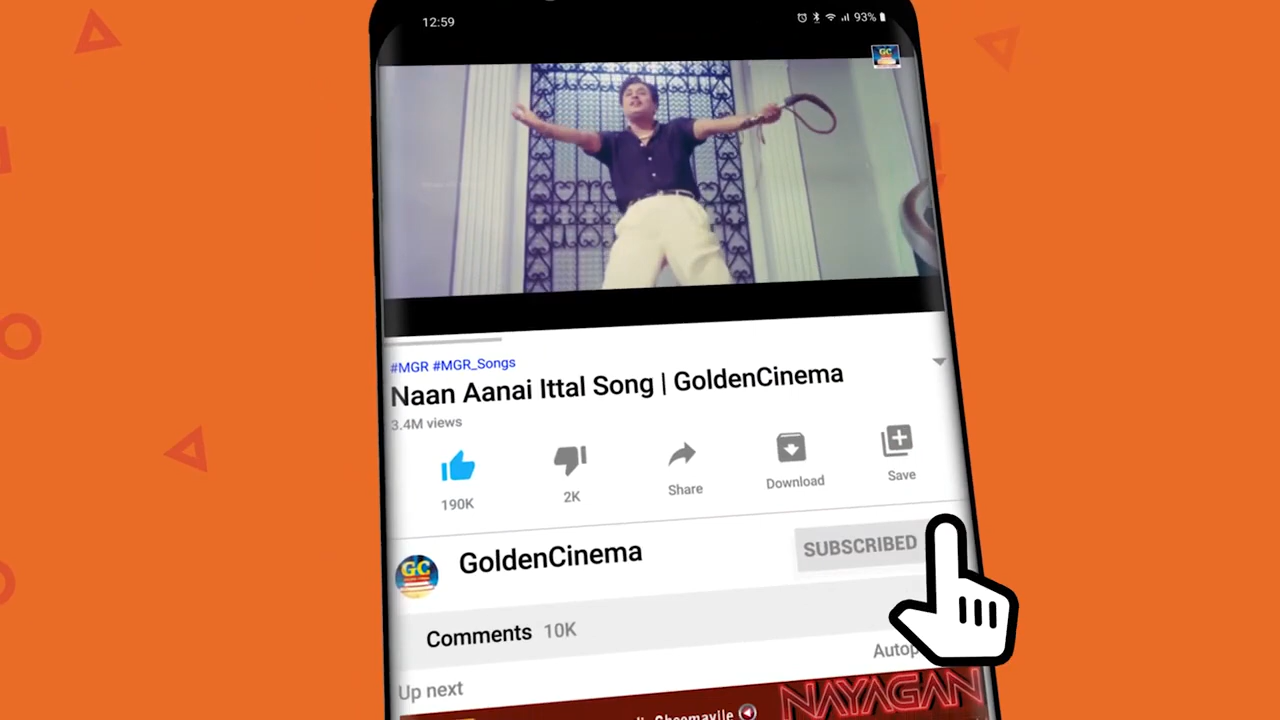 12:59
93%
GC
#MGR #MGR_Songs
Naan Aanai Ittal Song | GoldenCinema
3.4M views
190K
2K
Share
Download
Save
GC
GoldenCinema
SUBSCRIBED
Comments 10K
Up next
NAYAGAN